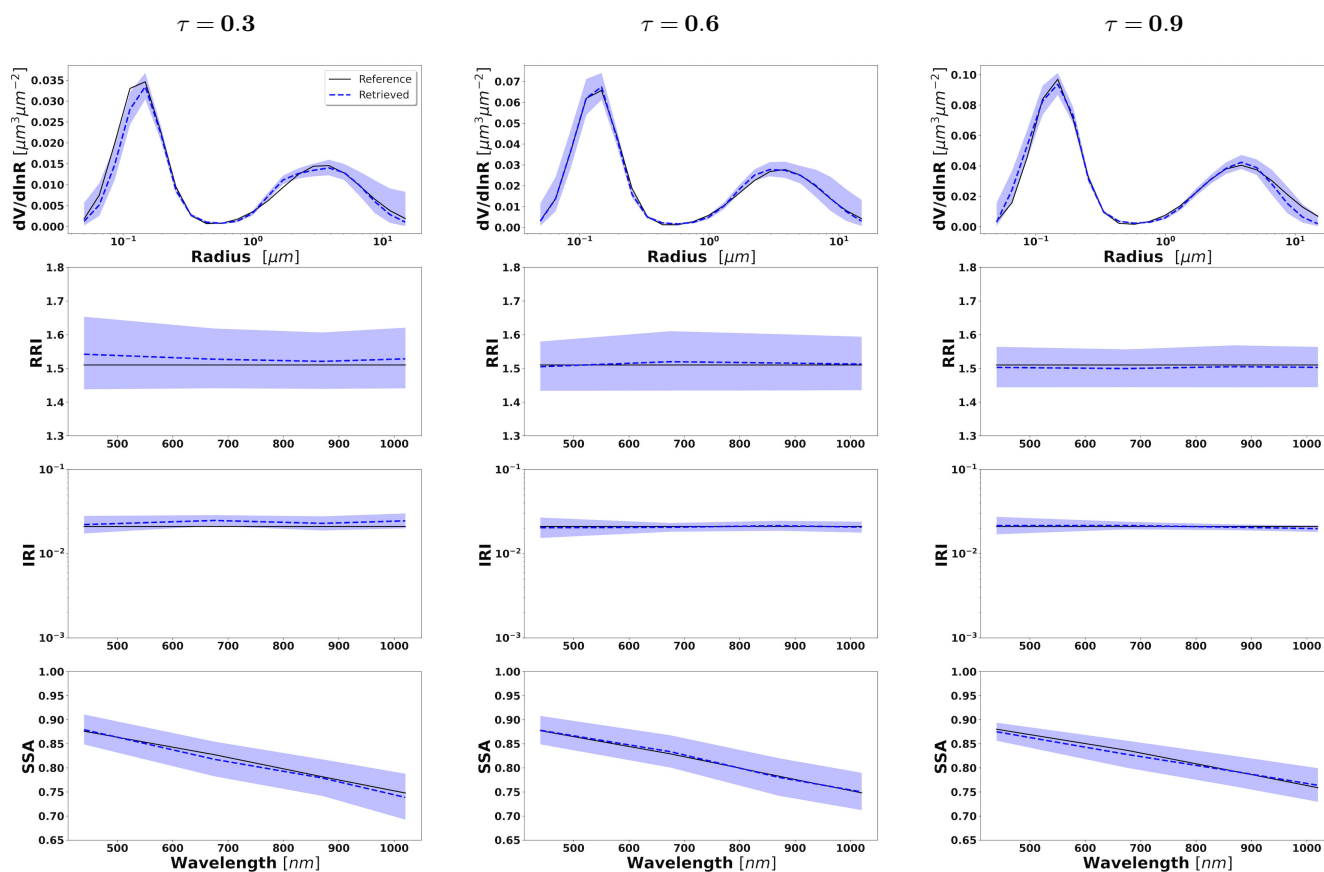 τ = 0.3
τ = 0.6
τ = 0.9
dV/dlnR [μm³μm⁻²]
0.035
0.030
0.025
0.020
0.015
0.010
0.005
0.000
Reference
Retrieved
10⁻¹ 10⁰ 10¹
Radius [μm]
dV/dlnR [μm³μm⁻²]
0.07
0.06
0.05
0.04
0.03
0.02
0.01
0.00
10⁻¹ 10⁰ 10¹
Radius [μm]
dV/dlnR [μm³μm⁻²]
0.10
0.08
0.06
0.04
0.02
0.00
10⁻¹ 10⁰ 10¹
Radius [μm]
RRI
1.8
1.7
1.6
1.5
1.4
1.3
500 600 700 800 900 1000
RRI
1.8
1.7
1.6
1.5
1.4
1.3
500 600 700 800 900 1000
RRI
1.8
1.7
1.6
1.5
1.4
1.3
500 600 700 800 900 1000
IRI
10⁻¹
10⁻²
10⁻³
500 600 700 800 900 1000
IRI
10⁻¹
10⁻²
10⁻³
500 600 700 800 900 1000
IRI
10⁻¹
10⁻²
10⁻³
500 600 700 800 900 1000
SSA
1.00
0.95
0.90
0.85
0.80
0.75
0.70
0.65
500 600 700 800 900 1000
Wavelength [nm]
SSA
1.00
0.95
0.90
0.85
0.80
0.75
0.70
0.65
500 600 700 800 900 1000
Wavelength [nm]
SSA
1.00
0.95
0.90
0.85
0.80
0.75
0.70
0.65
500 600 700 800 900 1000
Wavelength [nm]